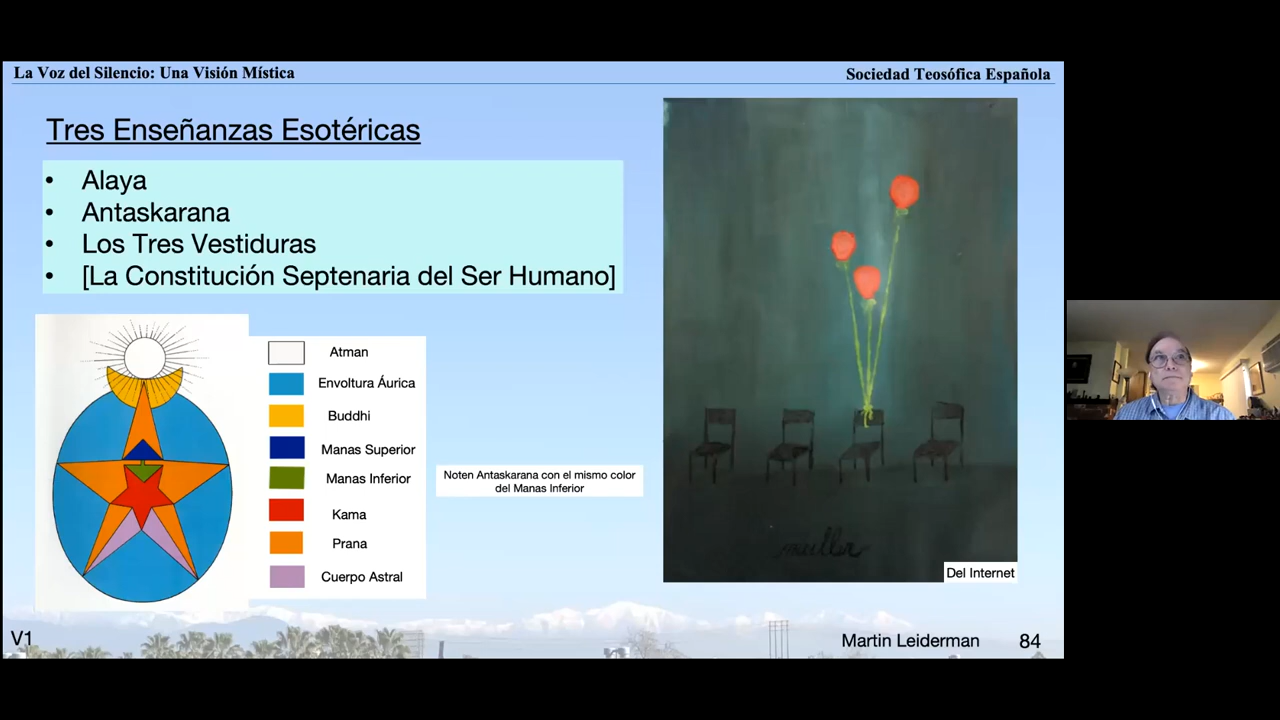 La Voz del Silencio: Una Visión Mística
Sociedad Teosófica Española
Tres Enseñanzas Esotéricas
• Alaya
• Antaskarana
• Los Tres Vestiduras
• [La Constitución Septenaria del Ser Humano]
Atman
Envoltura Áurica
Buddhi
Manas Superior
Manas Inferior
Kama
Prana
Cuerpo Astral
Noten Antaskarana con el mismo color
del Manas Inferior
muller
Del Internet
V1
Martin Leiderman
84